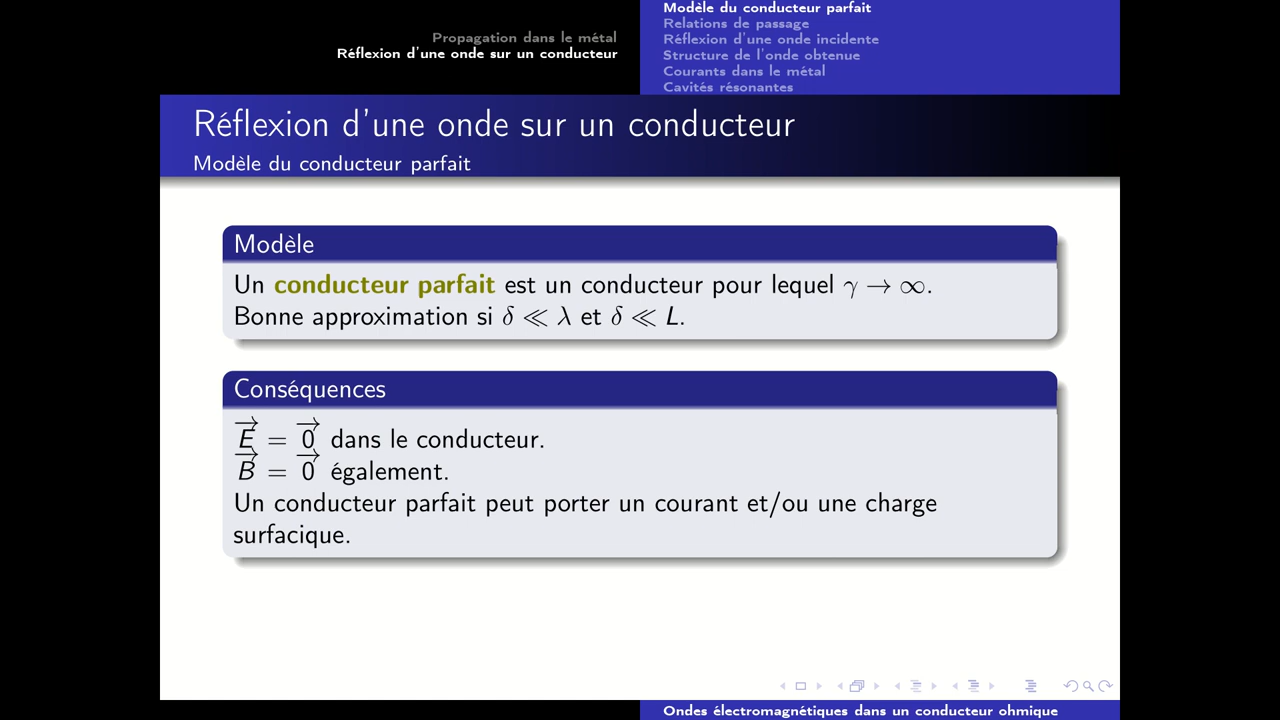 Propagation dans le métal
Réflexion d'une onde sur un conducteur
Modèle du conducteur parfait
Relations de passage
Réflexion d'une onde incidente
Structure de l'onde obtenue
Courants dans le métal
Cavités résonantes
Réflexion d'une onde sur un conducteur
Modèle du conducteur parfait
Modèle
Un conducteur parfait est un conducteur pour lequel γ → ∞.
Bonne approximation si δ ≪ λ et δ ≪ L.
Conséquences
$\overrightarrow{E} = \overrightarrow{0}$ dans le conducteur.
$\overrightarrow{B} = \overrightarrow{0}$ également.
Un conducteur parfait peut porter un courant et/ou une charge
surfacique.
Ondes électromagnétiques dans un conducteur ohmique